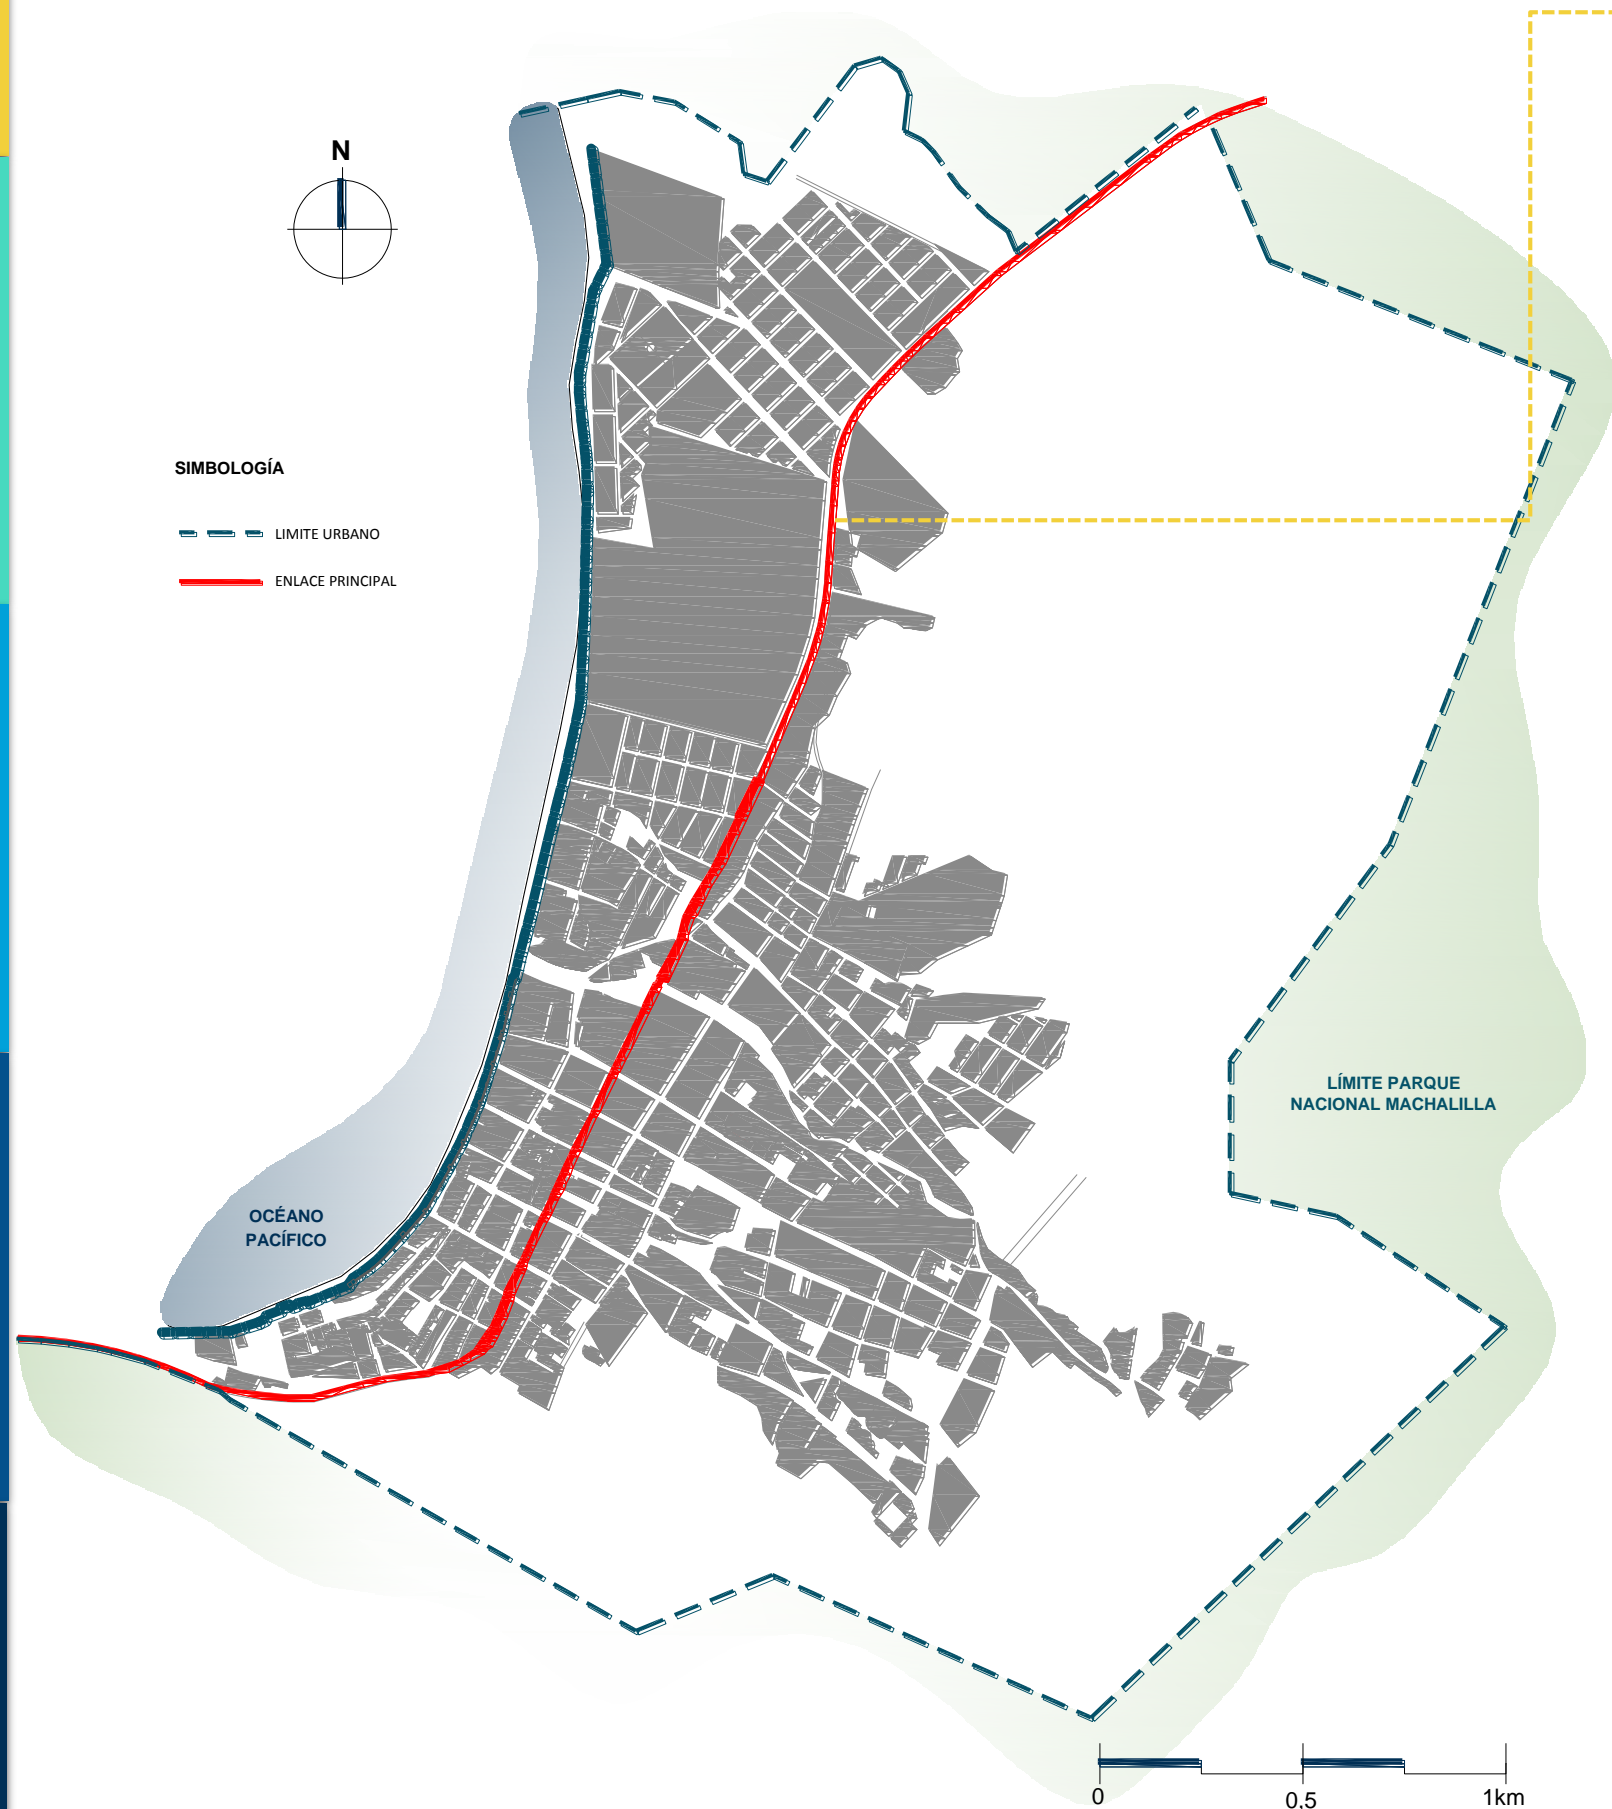 N
SIMBOLOGÍA
LIMITE URBANO
ENLACE PRINCIPAL
LÍMITE PARQUE
NACIONAL MACHALILLA
OCÉANO
PACÍFICO
0
0,5
1km